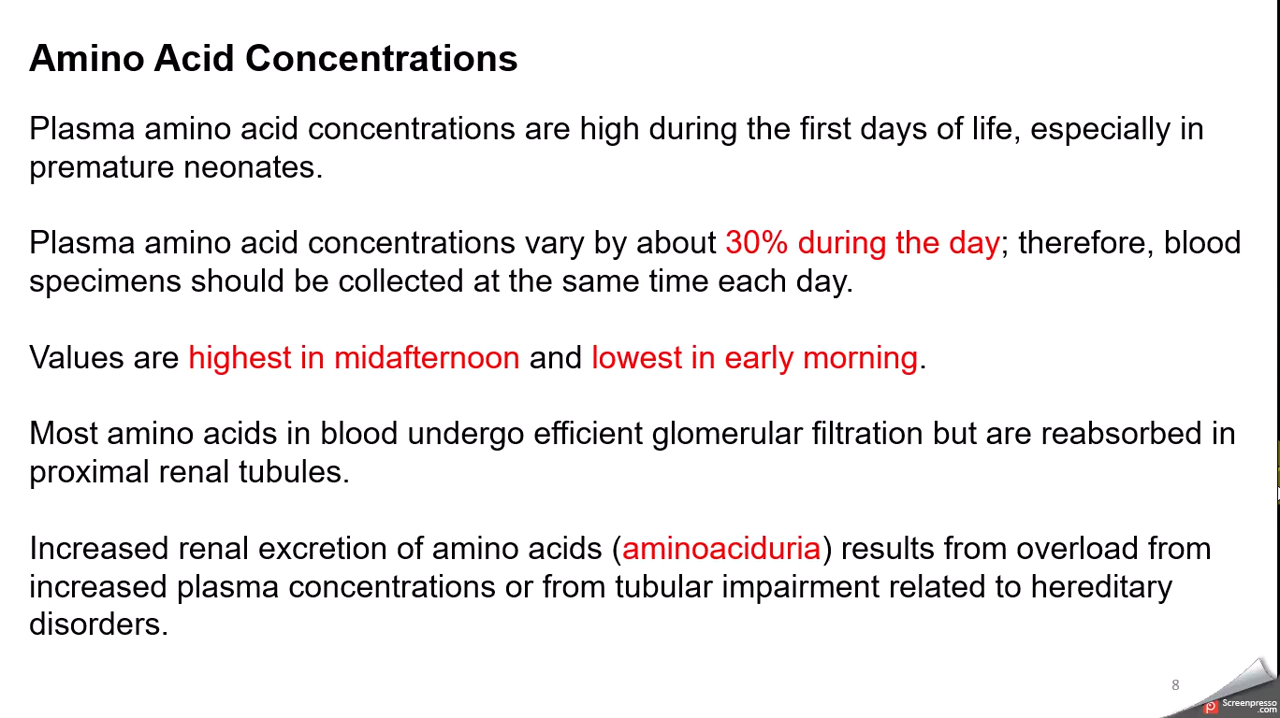 Amino Acid Concentrations
Plasma amino acid concentrations are high during the first days of life, especially in
premature neonates.
Plasma amino acid concentrations vary by about 30% during the day; therefore, blood
specimens should be collected at the same time each day.
Values are highest in midafternoon and lowest in early morning.
Most amino acids in blood undergo efficient glomerular filtration but are reabsorbed in
proximal renal tubules.
Increased renal excretion of amino acids (aminoaciduria) results from overload from
increased plasma concentrations or from tubular impairment related to hereditary
disorders.
8
Screenpresso
.com